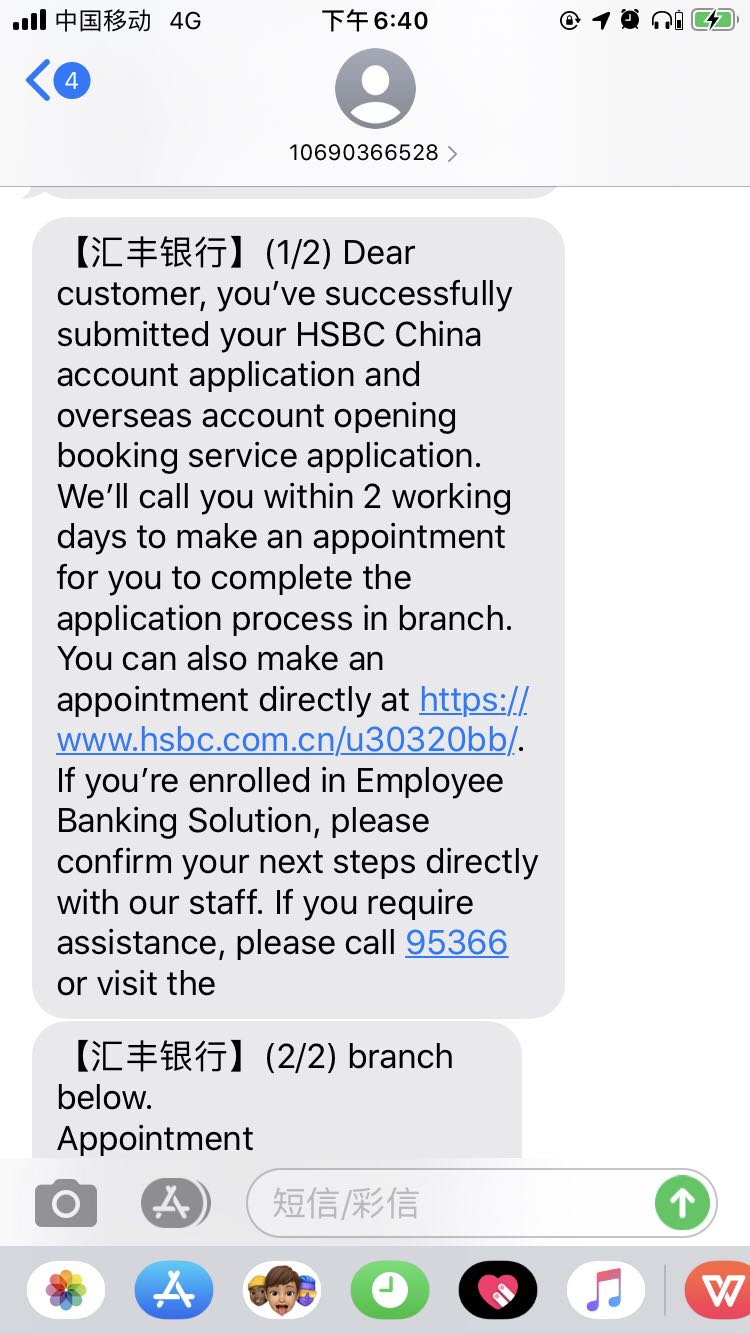 中国移动 4G 下午6:40
4
10690366528
【汇丰银行】(1/2) Dear
customer, you’ve successfully
submitted your HSBC China
account application and
overseas account opening
booking service application.
We’ll call you within 2 working
days to make an appointment
for you to complete the
application process in branch.
You can also make an
appointment directly at https://
www.hsbc.com.cn/u30320bb/.
If you’re enrolled in Employee
Banking Solution, please
confirm your next steps directly
with our staff. If you require
assistance, please call 95366
or visit the
【汇丰银行】(2/2) branch
below.
Appointment
短信/彩信